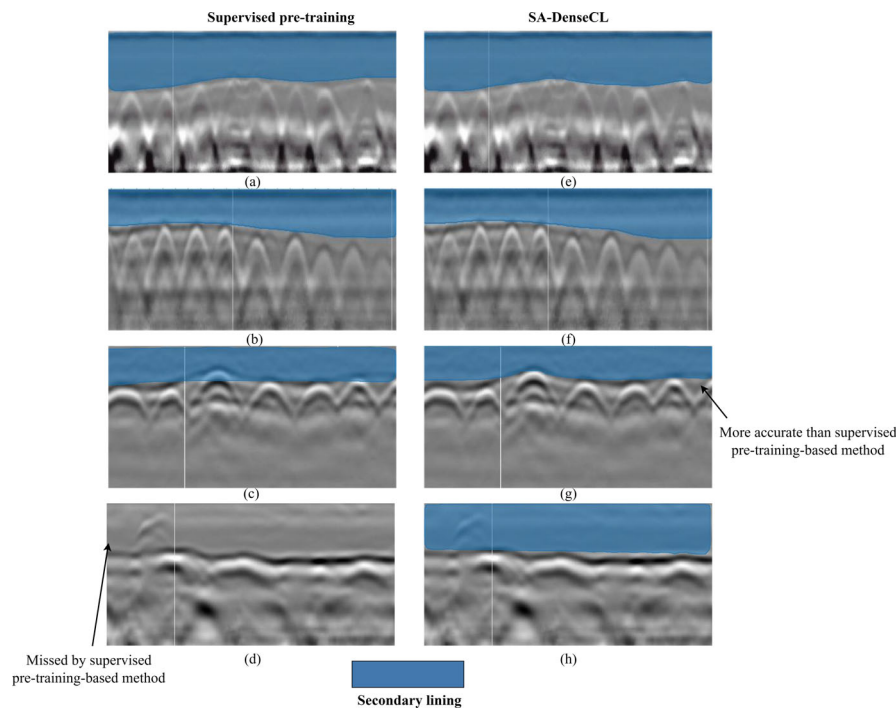 Supervised pre-training
SA-DenseCL
(a)
(e)
(b)
(f)
(c)
(g)
More accurate than supervised
pre-training-based method
(d)
(h)
Missed by supervised
pre-training-based method
Secondary lining